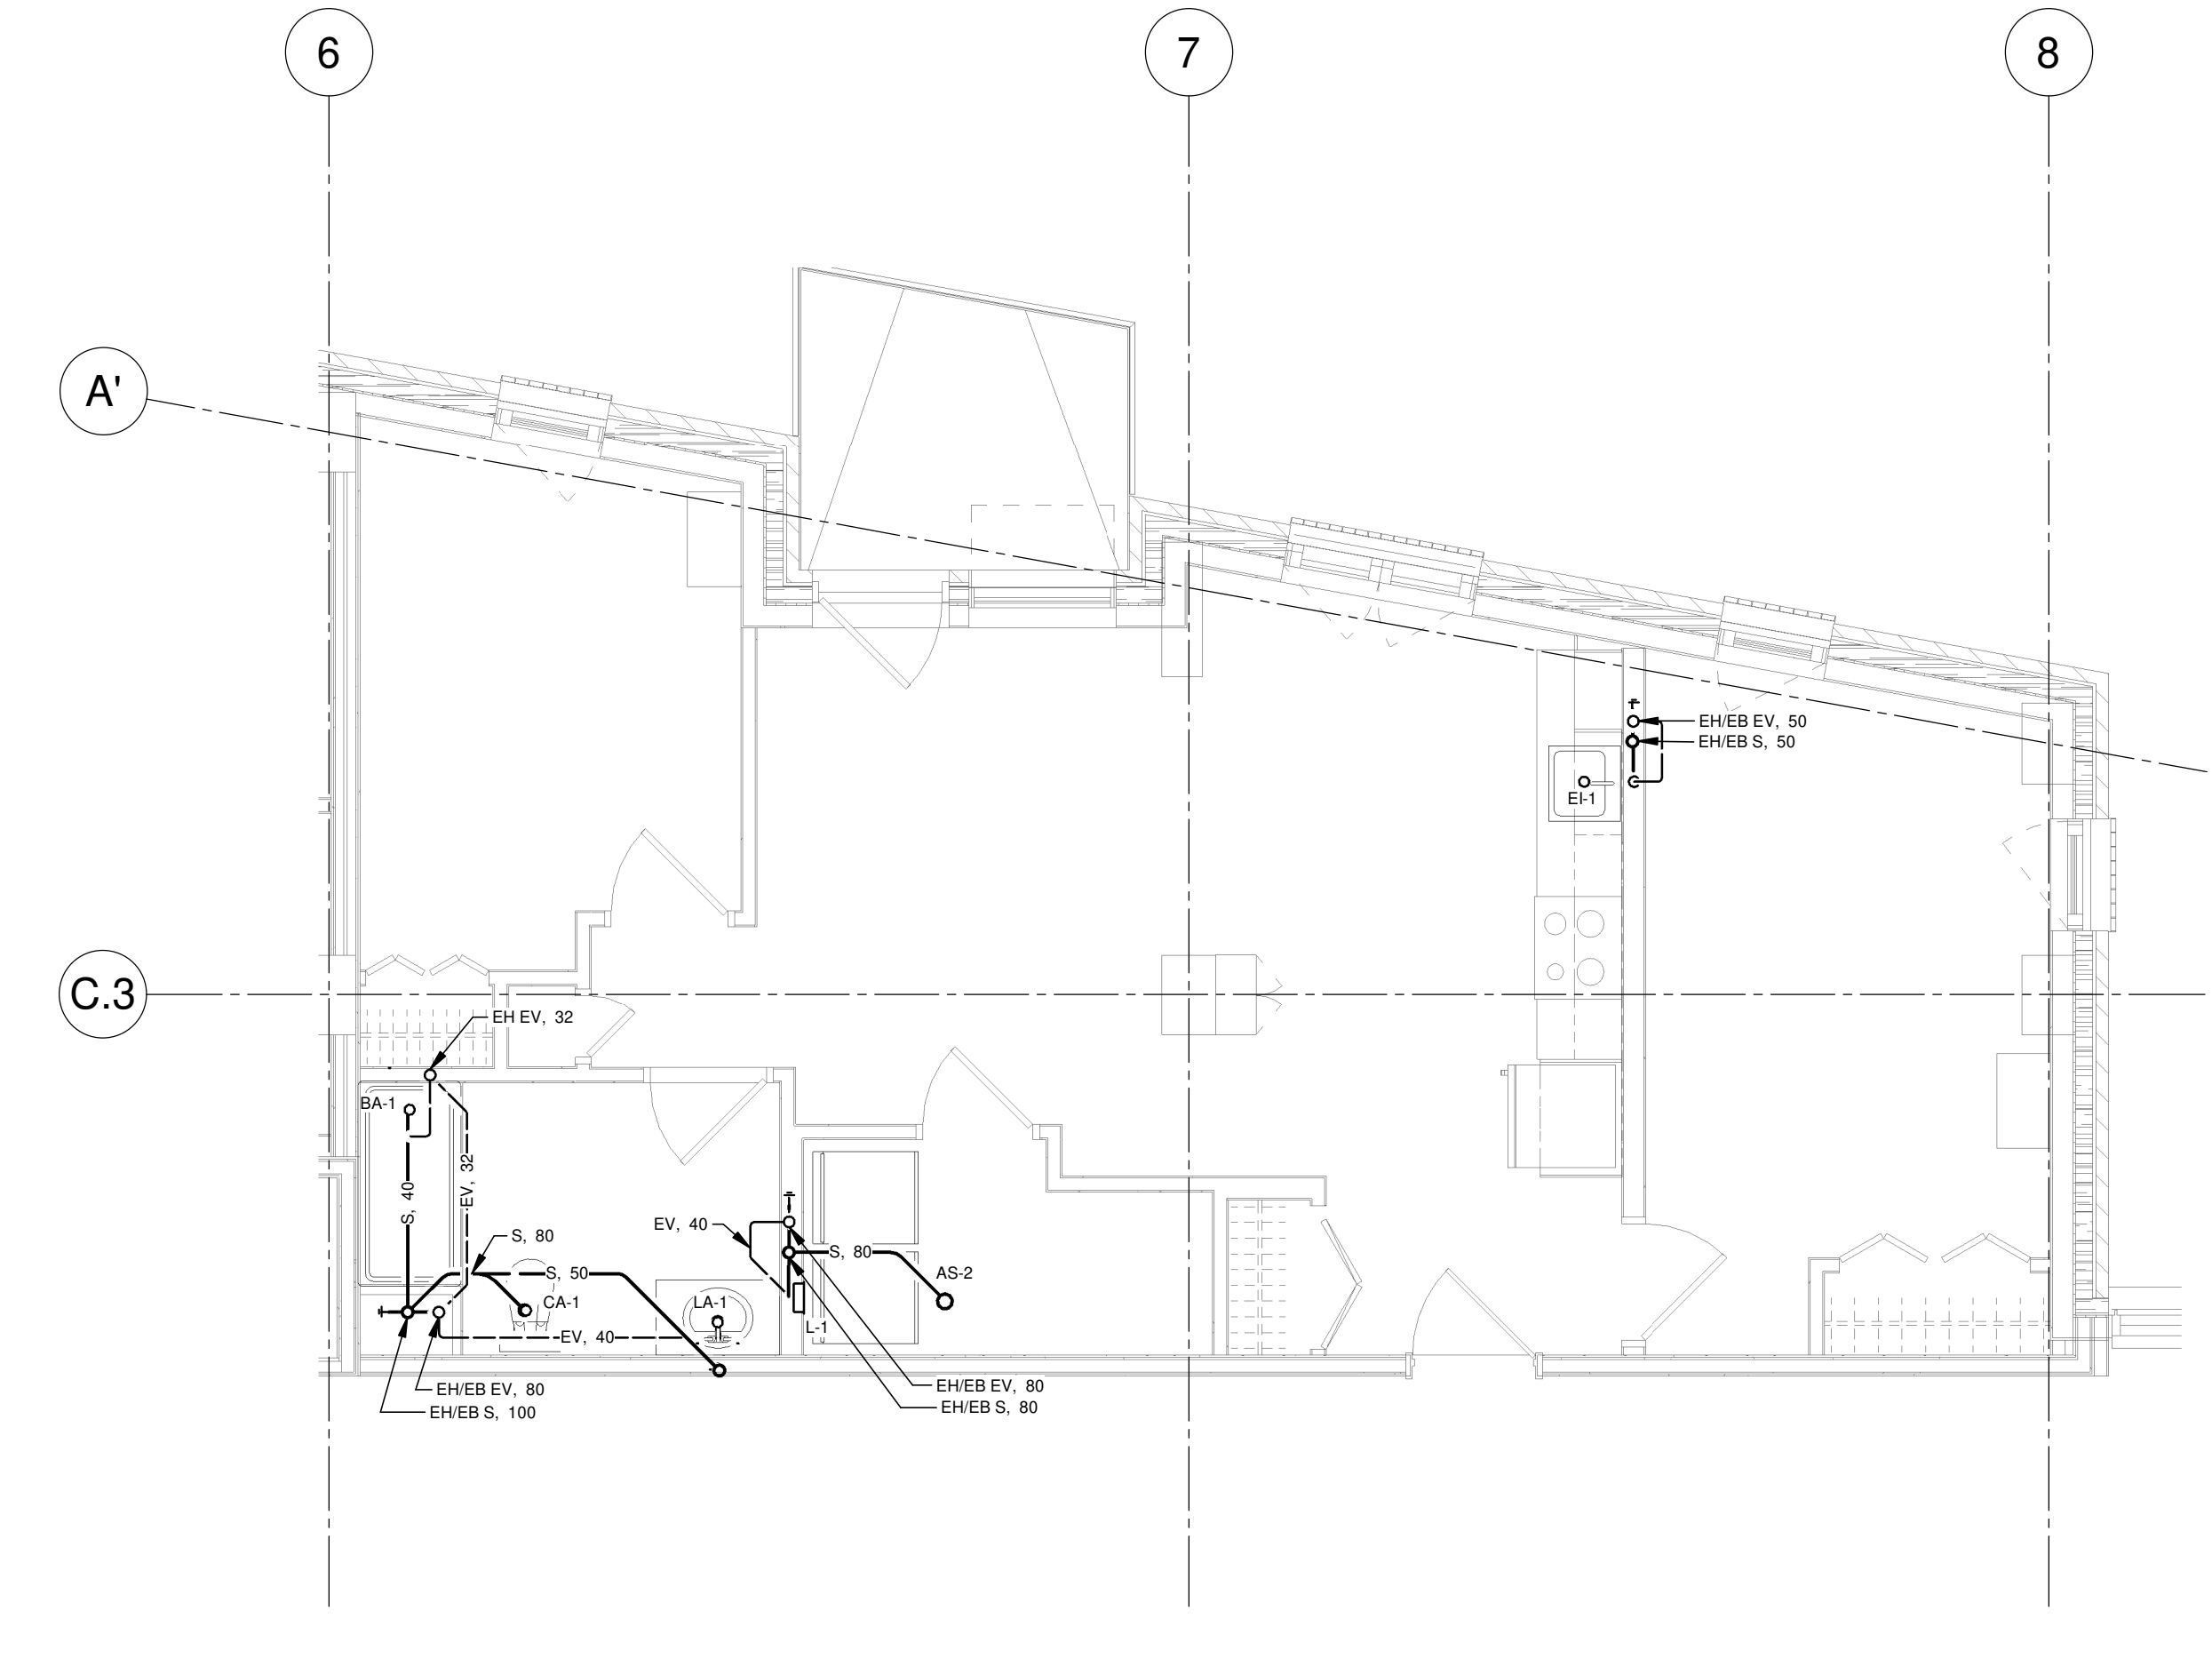 6
7
8
A'
EH/EB EV, 50
EH/EB S, 50
EI-1
C.3
EH EV, 32
BA-1
S, 40
EV, 32
EV, 40
S, 80
S, 80
S, 50
AS-2
CA-1
LA-1
L-1
EV, 40
EH/EB EV, 80
EH/EB EV, 80
EH/EB S, 80
EH/EB S, 100